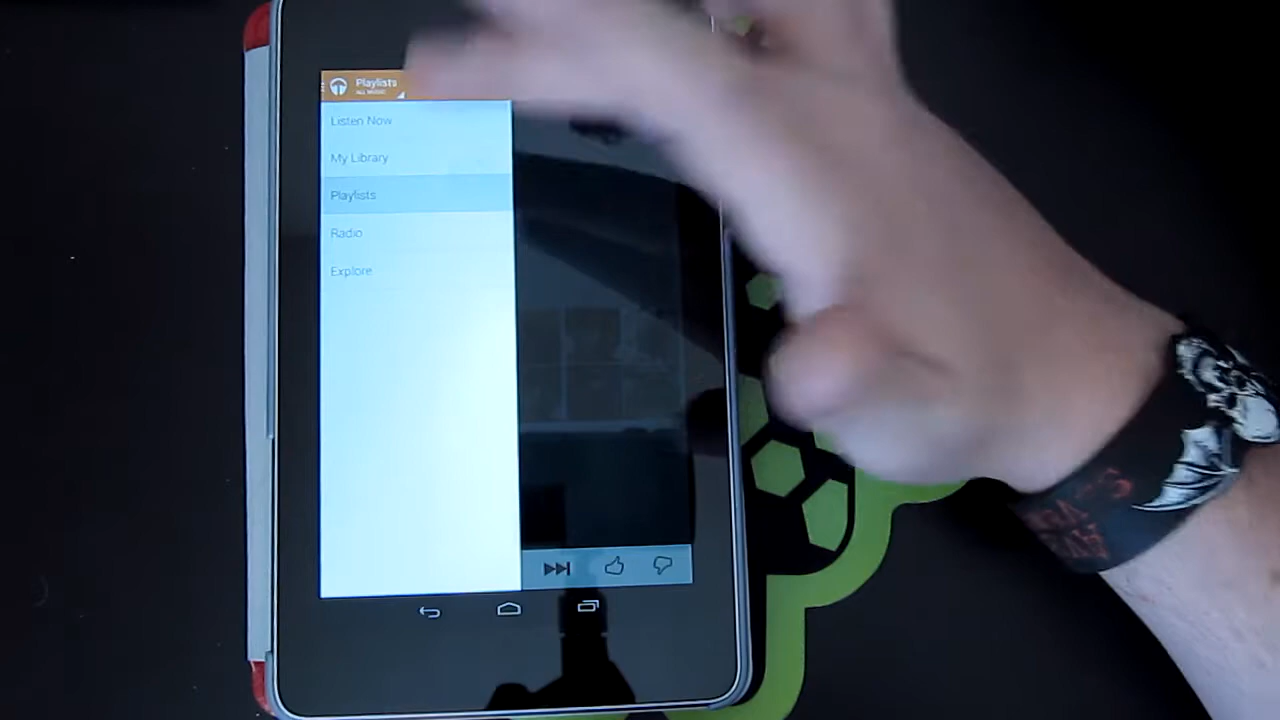 Playlists
ALL MUSIC
Listen Now
My Library
Playlists
Radio
Explore